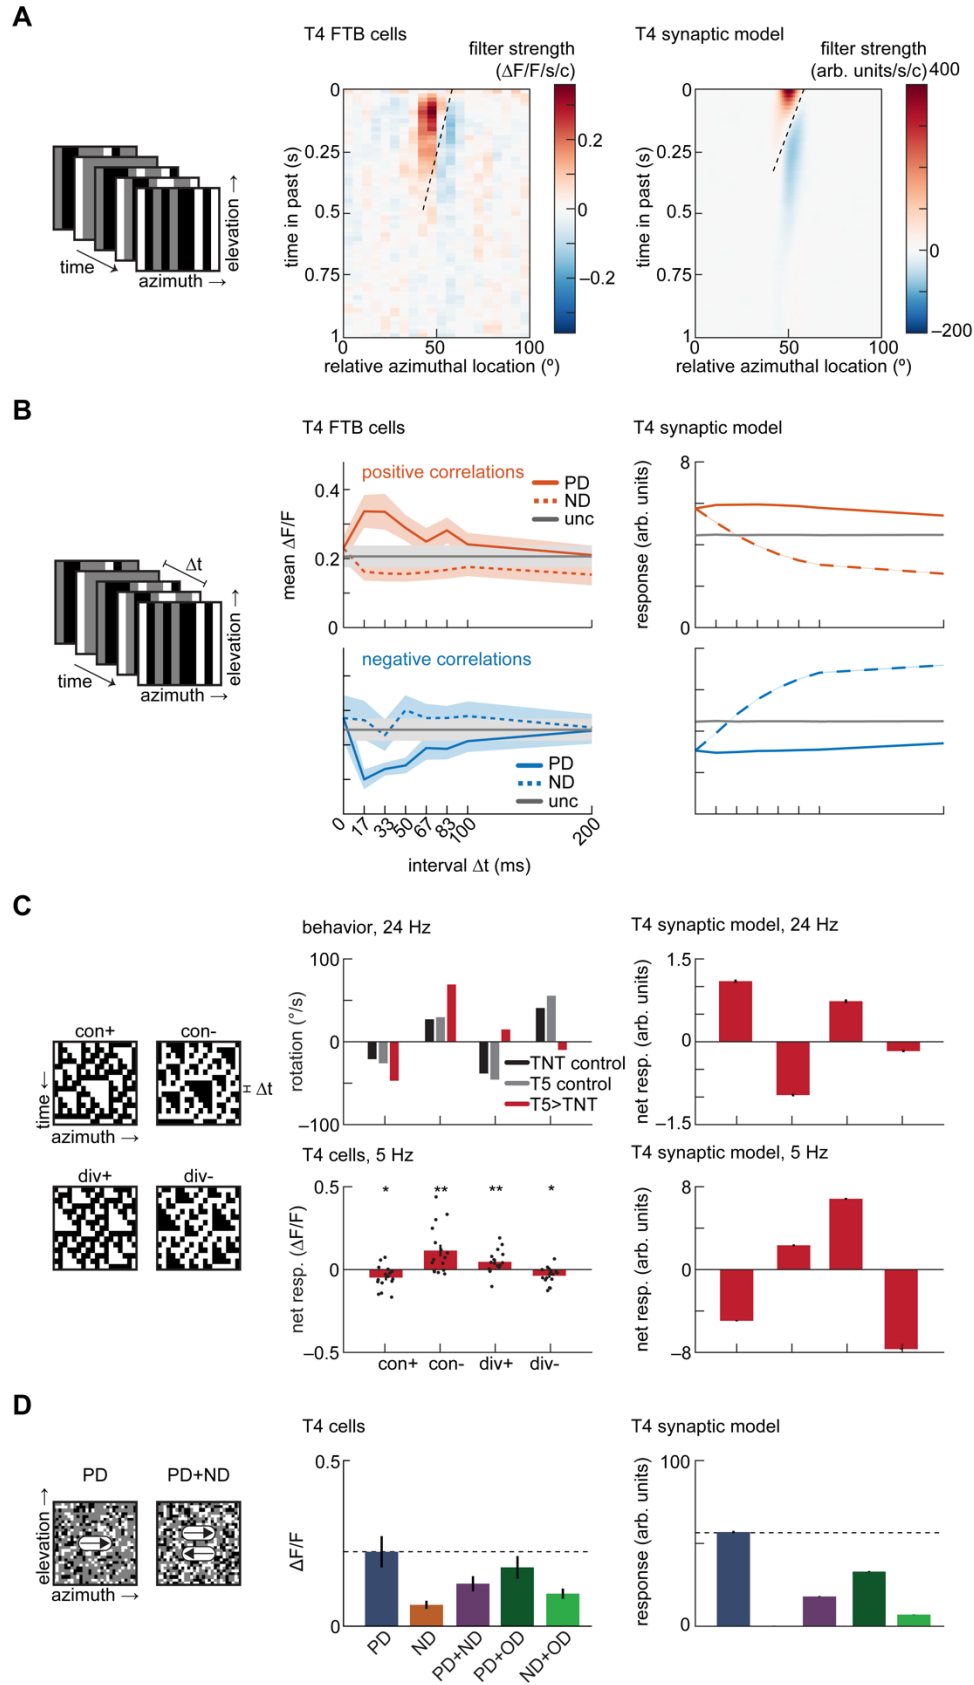 A
T4 FTB cells
filter strength
(ΔF/F/s/c)
T4 synaptic model
filter strength
(arb. units/s/c)
400
0
0.25
0.5
0.75
1
time in past (s)
0
50
100
relative azimuthal location (º)
0.2
0
−0.2
0
0.25
0.5
0.75
1
time in past (s)
0
50
100
relative azimuthal location (º)
0
−200
time
azimuth →
elevation →
B
T4 FTB cells
T4 synaptic model
positive correlations
PD
ND
unc
0.4
0.2
0
mean ΔF/F
8
0
response (arb. units)
Δt
time
azimuth →
elevation →
negative correlations
PD
ND
unc
0
17
33
50
67
83
100
200
interval Δt (ms)
C
behavior, 24 Hz
T4 synaptic model, 24 Hz
100
0
−100
rotation (°/s)
TNT control
T5 control
T5>TNT
1.5
0
−1.5
net resp. (arb. units)
con+
con-
time ←
azimuth →
Δt
div+
div-
T4 cells, 5 Hz
T4 synaptic model, 5 Hz
0.5
0
−0.5
net resp. (ΔF/F)
*
**
**
*
con+
con-
div+
div-
8
0
−8
net resp. (arb. units)
D
T4 cells
T4 synaptic model
PD
PD+ND
elevation →
azimuth →
0.5
0
ΔF/F
PD
ND
PD+ND
PD+OD
ND+OD
100
0
response (arb. units)